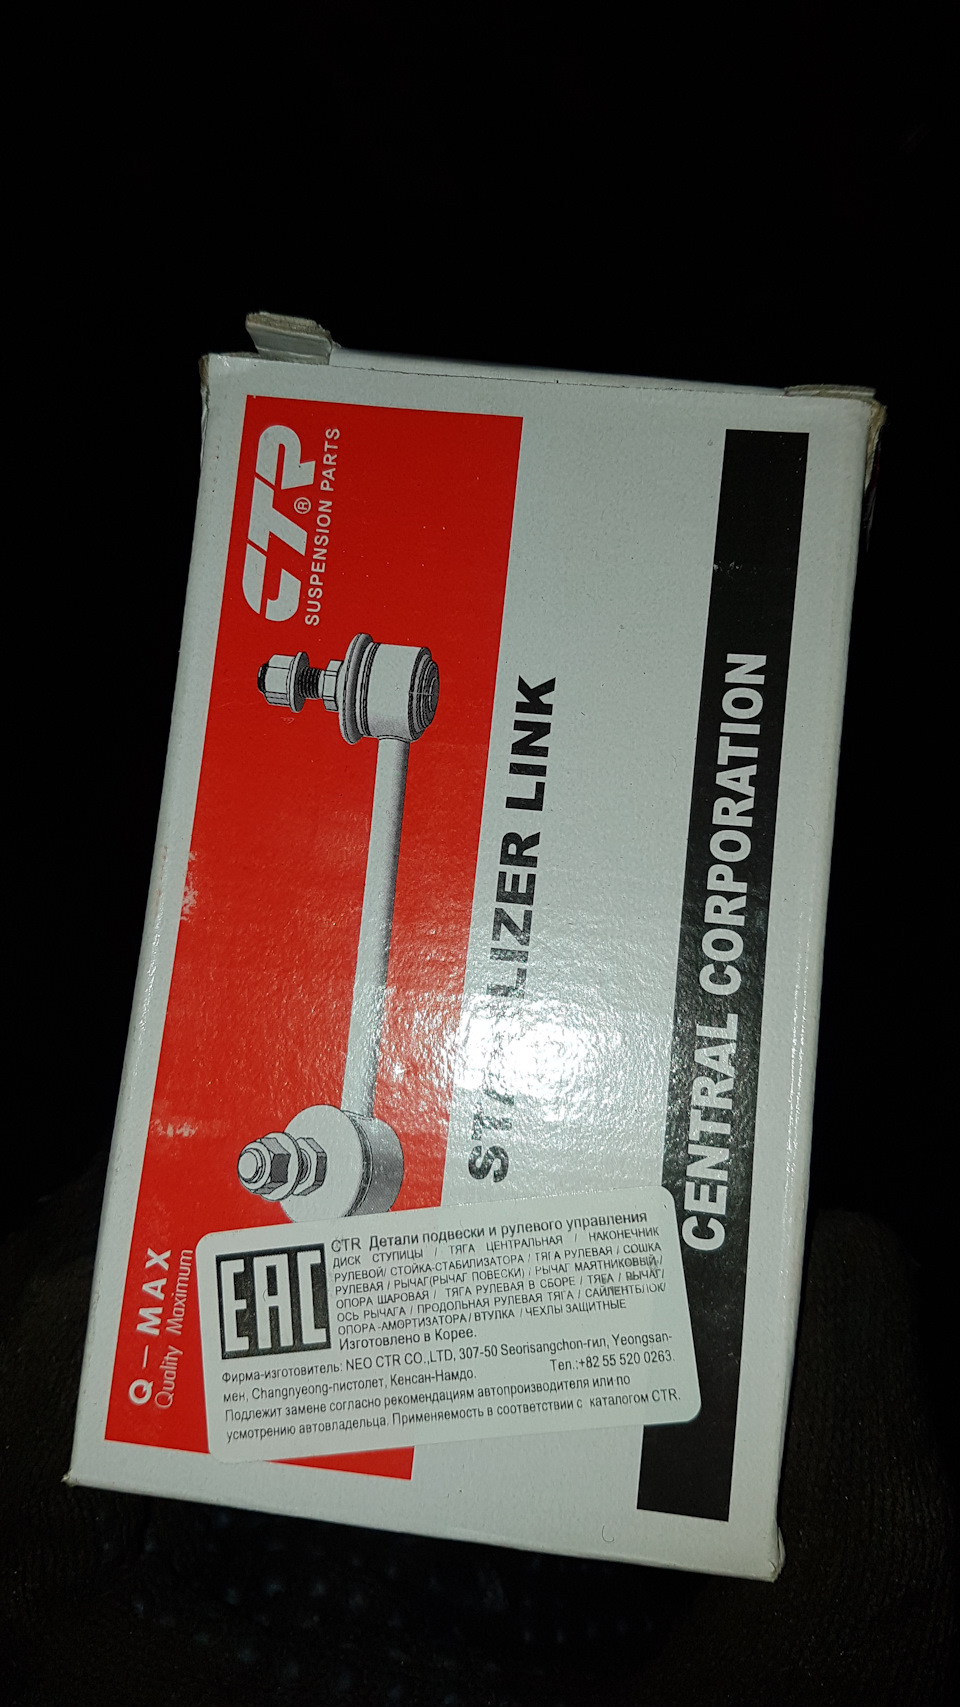 CTR®
SUSPENSION PARTS
Q – MAX
Quality Maximum
LINK
CENTRAL CORPORATION
EAC
CTR Детали подвески и рулевого управления
ДИСК СТУПИЦЫ / ТЯГА ЦЕНТРАЛЬНАЯ / НАКОНЕЧНИК
РУЛЕВОЙ/ СТОЙКА-СТАБИЛИЗАТОРА / ТЯГА РУЛЕВАЯ / СОШКА
РУЛЕВАЯ / РЫЧАГ(РЫЧАГ ПОВЕСКИ) / РЫЧАГ МАЯТНИКОВЫЙ /
ОПОРА ШАРОВАЯ / ТЯГА РУЛЕВАЯ В СБОРЕ / ТЯГА / РЫЧАГ/
ОСЬ РЫЧАГА / ПРОДОЛЬНАЯ РУЛЕВАЯ ТЯГА / САЙЛЕНТБЛОК/
ОПОРА-АМОРТИЗАТОРА / ВТУЛКА / ЧЕХЛЫ ЗАЩИТНЫЕ
Изготовлено в Корее.
Фирма-изготовитель: NEO CTR CO.,LTD, 307-50 Seorisangchon-гил, Yeongsan-
мен, Changnyeong-пистолет, Кенсан-Намдо. Тел.:+82 55 520 0263.
Подлежит замене согласно рекомендациям автопроизводителя или по
усмотрению автовладельца. Применяемость в соответствии с каталогом CTR.